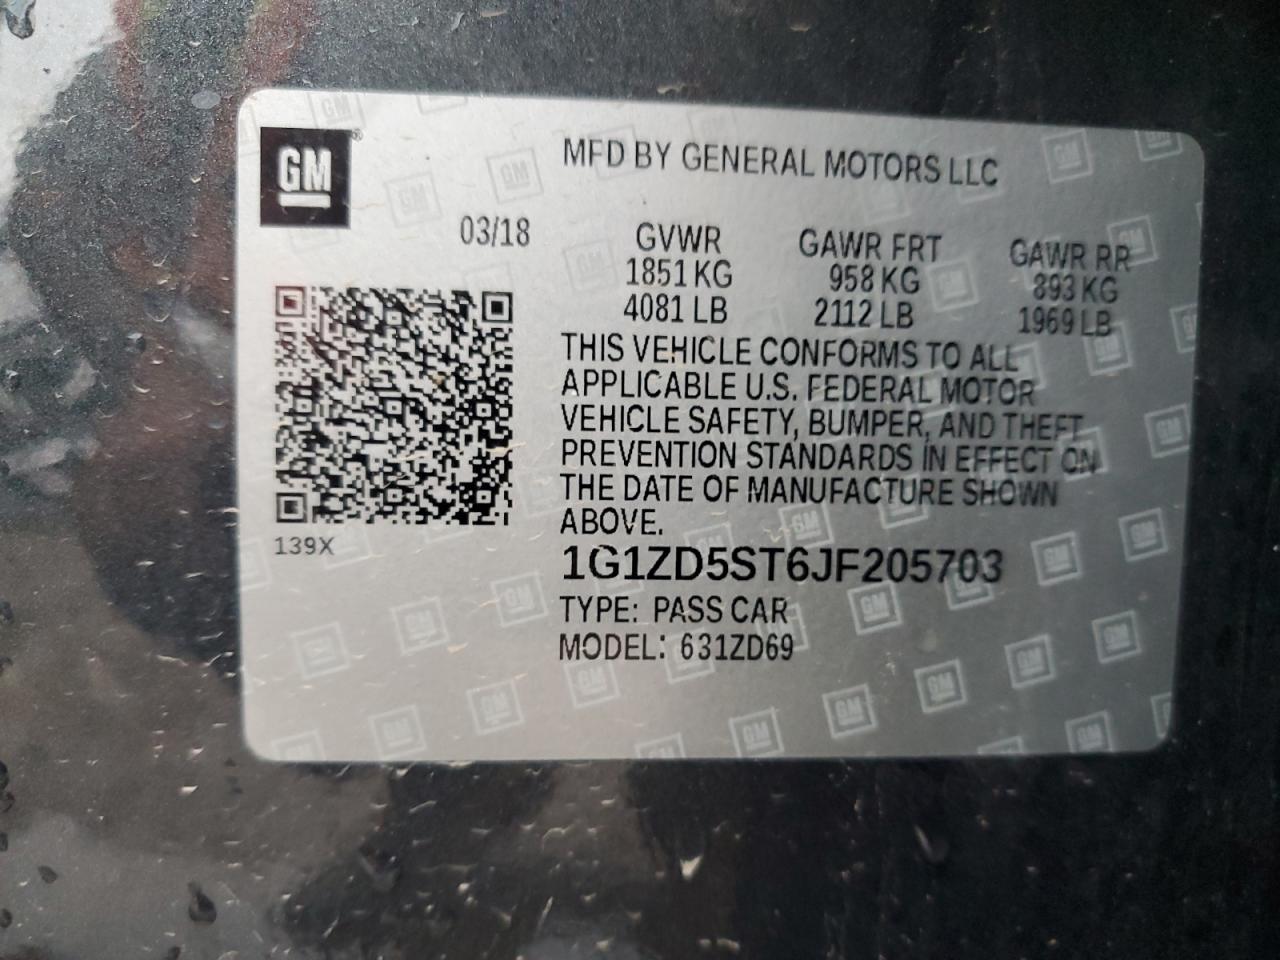 GM
MFD BY GENERAL MOTORS LLC
03/18
GVWR GAWR FRT GAWR RR
1851 KG 958 KG 893 KG
4081 LB 2112 LB 1969 LB
THIS VEHICLE CONFORMS TO ALL
APPLICABLE U.S. FEDERAL MOTOR
VEHICLE SAFETY, BUMPER, AND THEFT
PREVENTION STANDARDS IN EFFECT ON
THE DATE OF MANUFACTURE SHOWN
ABOVE.
139X
1G1ZD5ST6JF205703
TYPE: PASS CAR
MODEL: 631ZD69